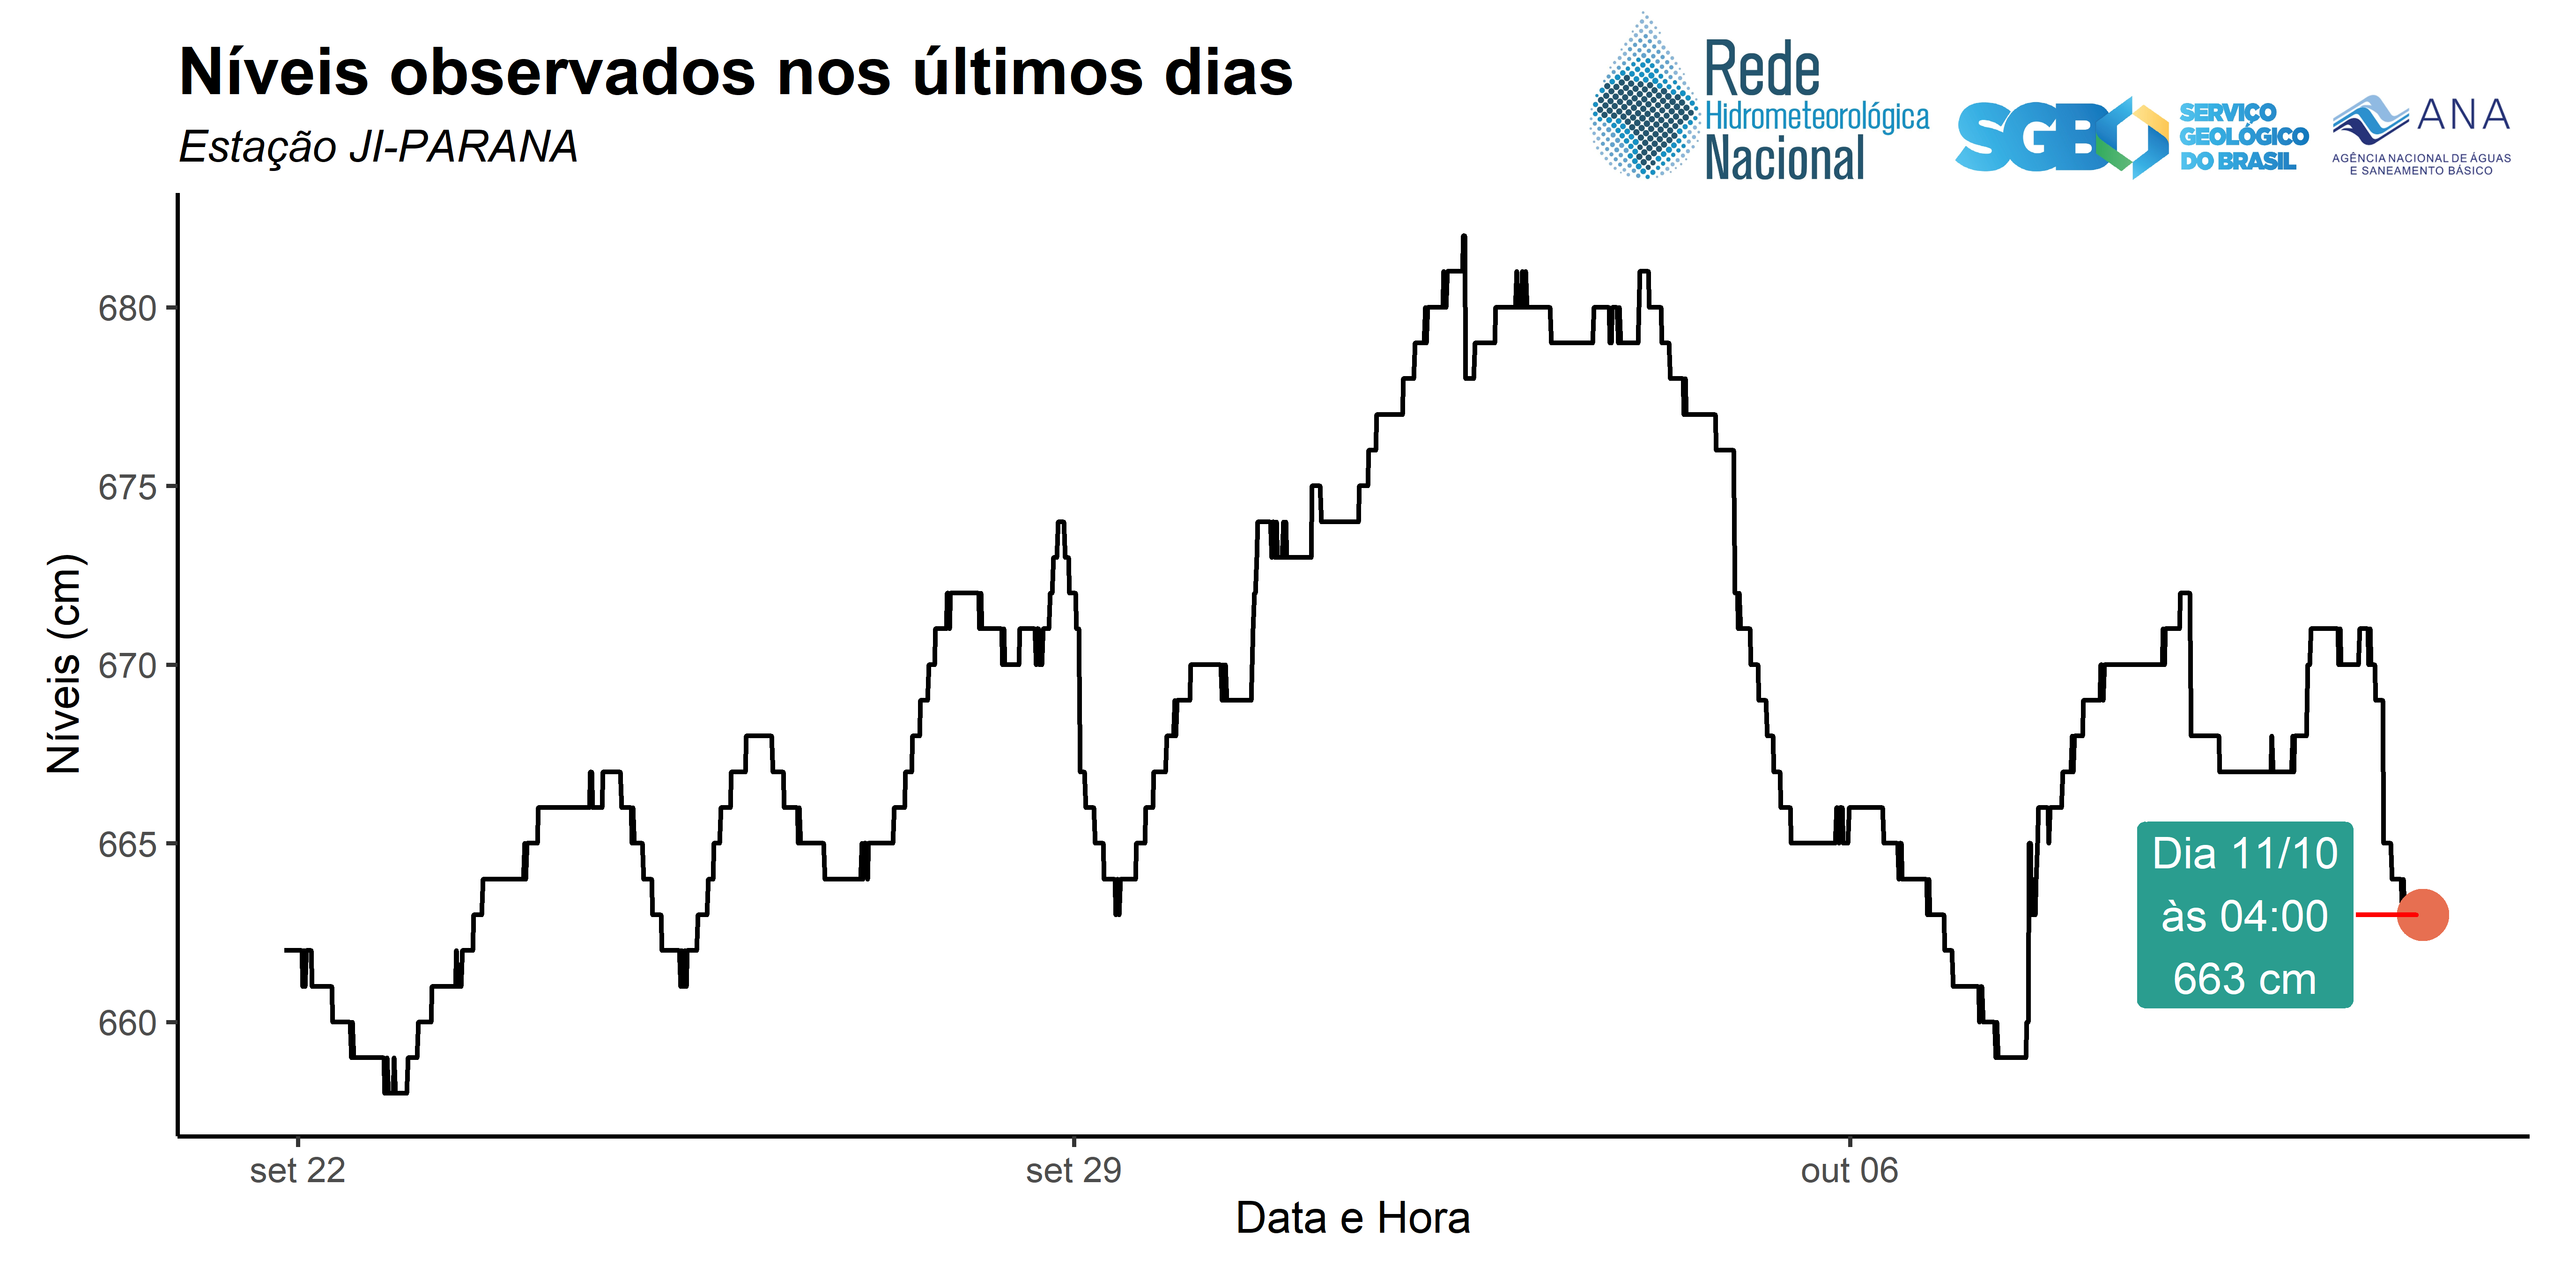 Níveis observados nos últimos dias
Estação JI-PARANA
Rede
Hidrometeorológica
Nacional
SGB
SERVIÇO
GEOLÓGICO
DO BRASIL
ANA
AGÊNCIA NACIONAL DE ÁGUAS
E SANEAMENTO BÁSICO
Níveis (cm)
680
675
670
665
660
Dia 11/10
às 04:00
663 cm
set 22
set 29
out 06
Data e Hora